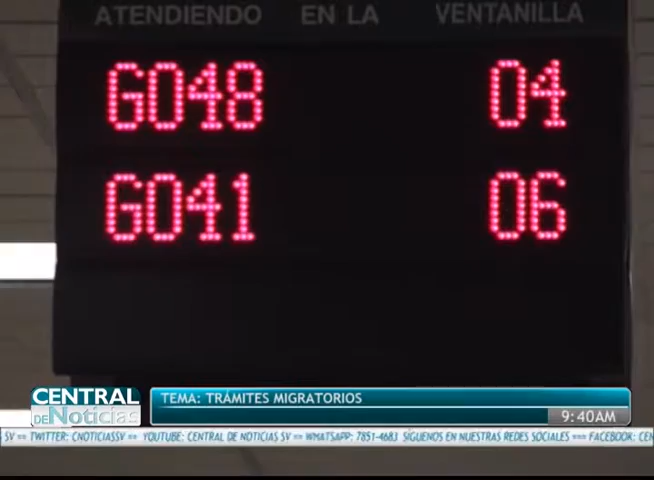 ATENDIENDO EN LA VENTANILLA
G048 04
G041 06
CENTRAL
DE Noticias
TEMA: TRÁMITES MIGRATORIOS
9:40AM
SV == TWITTER: CNOTICIASSV == YOUTUBE: CENTRAL DE NOTICIAS SV == WHATSAPP: 7851-4683 SÍGUENOS EN NUESTRAS REDES SOCIALES === FACEBOOK: CEN